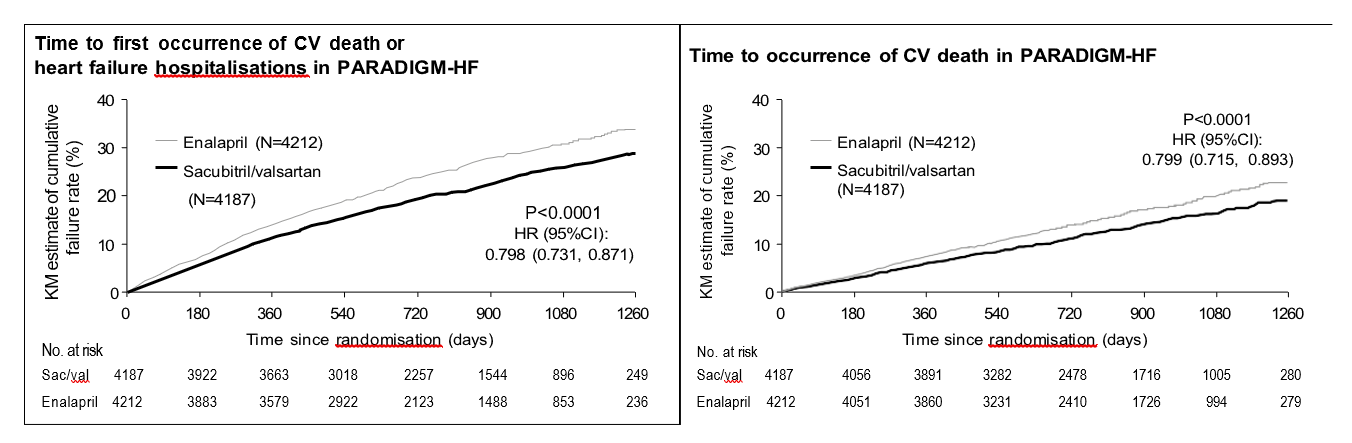 Time to first occurrence of CV death or
heart failure hospitalisations in PARADIGM-HF
KM estimate of cumulative
failure rate (%)
40
30
20
10
0
Enalapril (N=4212)
Sacubitril/valsartan
(N=4187)
P<0.0001
HR (95%CI):
0.798 (0.731, 0.871)
0 180 360 540 720 900 1080 1260
Time since randomisation (days)
No. at risk
Sac/val 4187 3922 3663 3018 2257 1544 896 249
Enalapril 4212 3883 3579 2922 2123 1488 853 236
Time to occurrence of CV death in PARADIGM-HF
KM estimate of cumulative
failure rate (%)
40
30
20
10
0
Enalapril (N=4212)
Sacubitril/valsartan
(N=4187)
P<0.0001
HR (95%CI):
0.799 (0.715, 0.893)
0 180 360 540 720 900 1080 1260
Time since randomisation (days)
No. at risk
Sac/val 4187 4056 3891 3282 2478 1716 1005 280
Enalapril 4212 4051 3860 3231 2410 1726 994 279